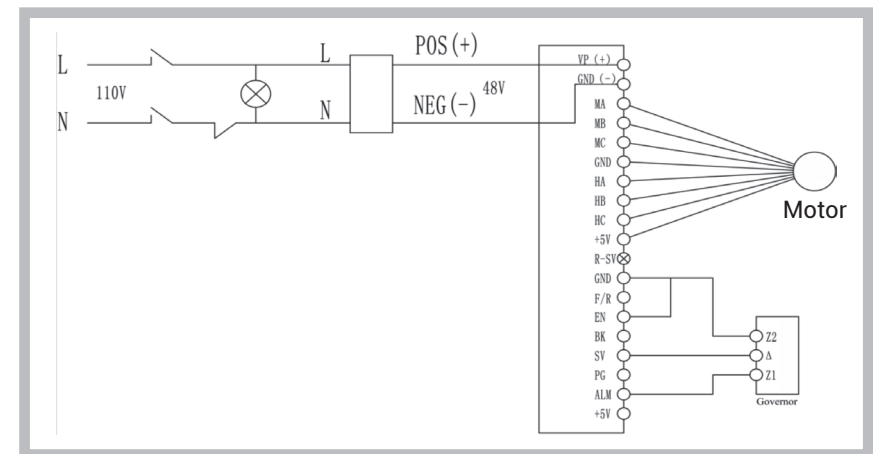 L
110V
N
L
N
POS(+)
48V
NEG(-)
VP (+)
GND (-)
MA
MB
MC
GND
HA
HB
HC
+5V
R-SV
GND
F/R
EN
BK
SV
PG
ALM
+5V
Motor
Z2
Δ
Z1
Governor